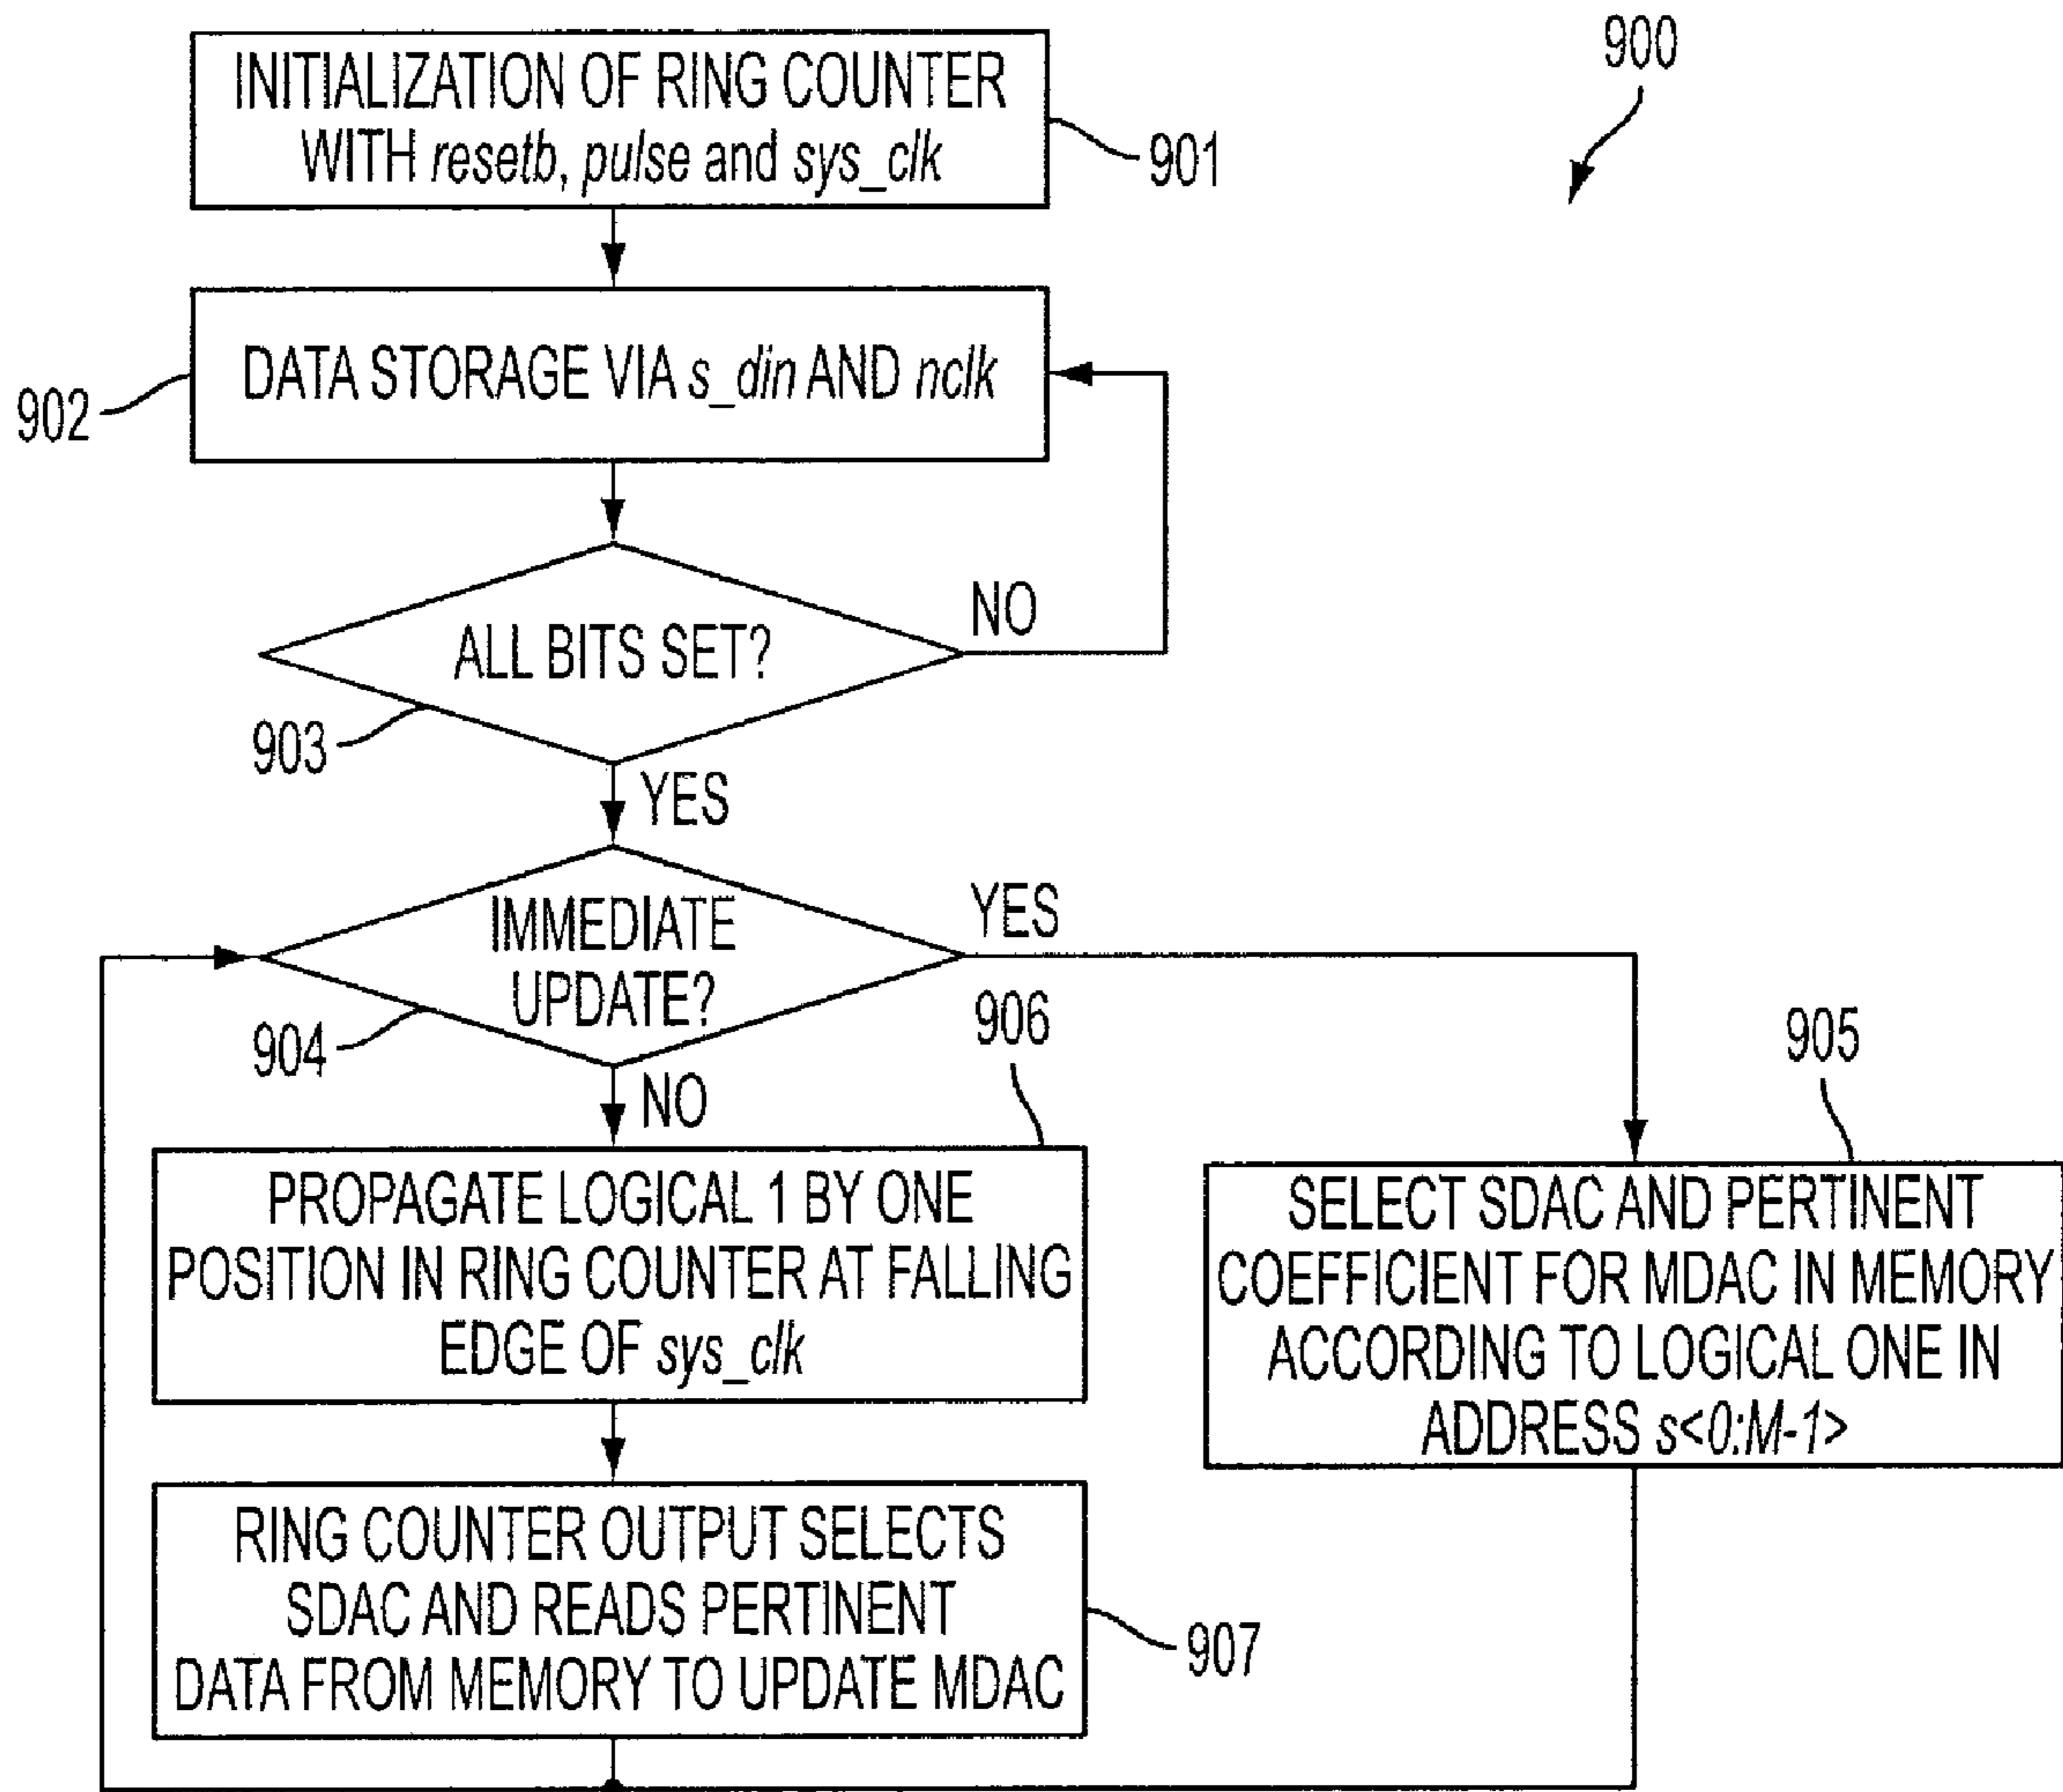 900
INITIALIZATION OF RING COUNTER
WITH resetb, pulse and sys_clk
901
DATA STORAGE VIA s_din AND nclk
902
NO
ALL BITS SET?
903
YES
IMMEDIATE
UPDATE?
YES
904
906
905
NO
PROPAGATE LOGICAL 1 BY ONE
POSITION IN RING COUNTER AT FALLING
EDGE OF sys_clk
SELECT SDAC AND PERTINENT
COEFFICIENT FOR MDAC IN MEMORY
ACCORDING TO LOGICAL ONE IN
ADDRESS s<0:M-1>
RING COUNTER OUTPUT SELECTS
SDAC AND READS PERTINENT
DATA FROM MEMORY TO UPDATE MDAC
907